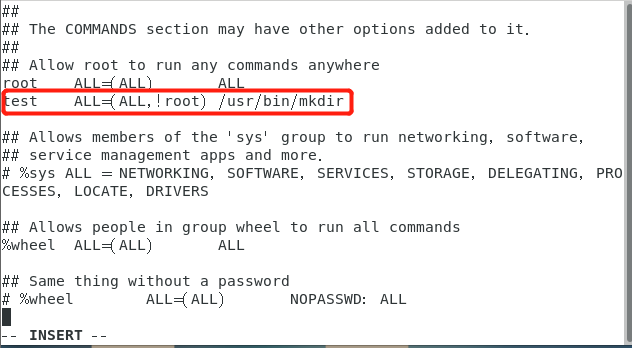 ##
## The COMMANDS section may have other options added to it.
##
## Allow root to run any commands anywhere
root    ALL=(ALL)       ALL
test    ALL=(ALL,!root) /usr/bin/mkdir

## Allows members of the 'sys' group to run networking, software,
## service management apps and more.
# %sys ALL = NETWORKING, SOFTWARE, SERVICES, STORAGE, DELEGATING, PRO
CESSES, LOCATE, DRIVERS

## Allows people in group wheel to run all commands
%wheel  ALL=(ALL)       ALL

## Same thing without a password
# %wheel        ALL=(ALL)       NOPASSWD: ALL

-- INSERT --